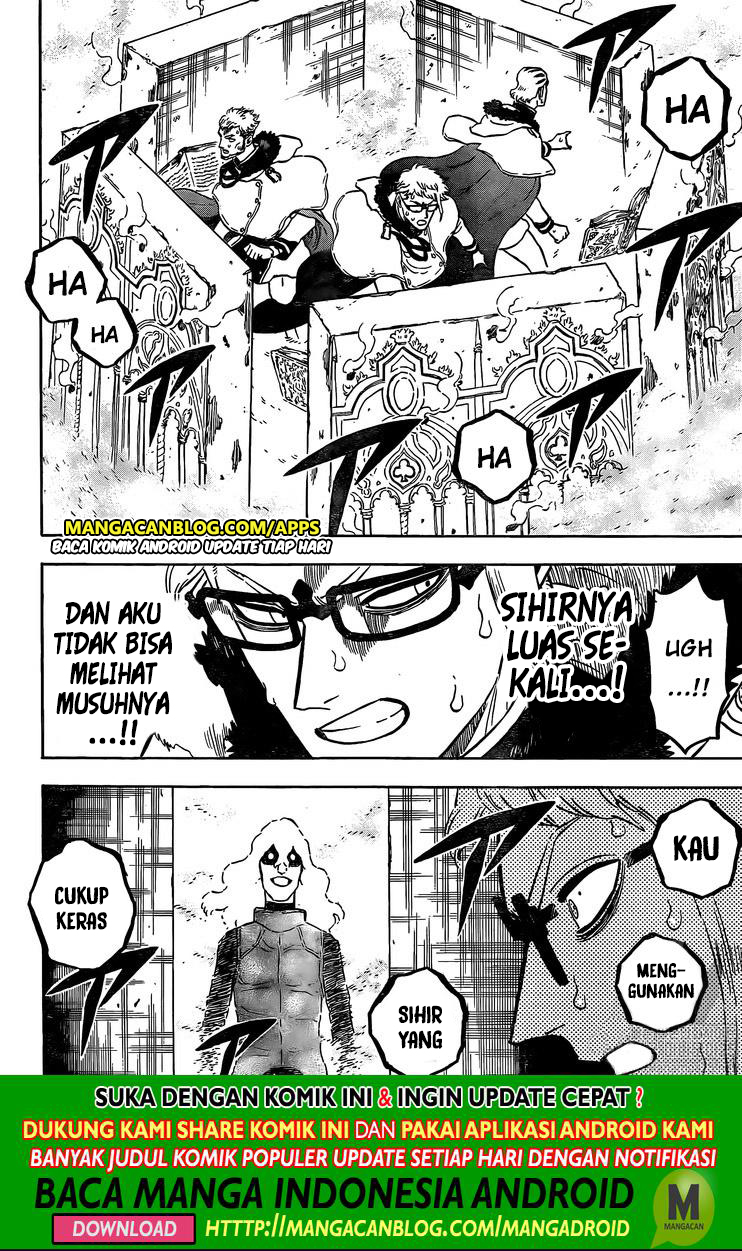 HA
HA
HA
HA
MANGACANBLOG.COM/APPS
BACA KOMIK ANDROID UPDATE TIAP HARI
UGH
...!!
SIHIRNYA
LUAS SE-
KALI...!
DAN AKU
TIDAK BISA
MELIHAT
MUSUHNYA
...!!
KAU
MENG-
GUNAKAN
SIHIR
YANG
CUKUP
KERAS
SUKA DENGAN KOMIK INI & INGIN UPDATE CEPAT ?
DUKUNG KAMI SHARE KOMIK INI DAN PAKAI APLIKASI ANDROID KAMI
BANYAK JUDUL KOMIK POPULER UPDATE SETIAP HARI DENGAN NOTIFIKASI
BACA MANGA INDONESIA ANDROID
DOWNLOAD
HTTTP://MANGACANBLOG.COM/MANGADROID
M
MANGACAN